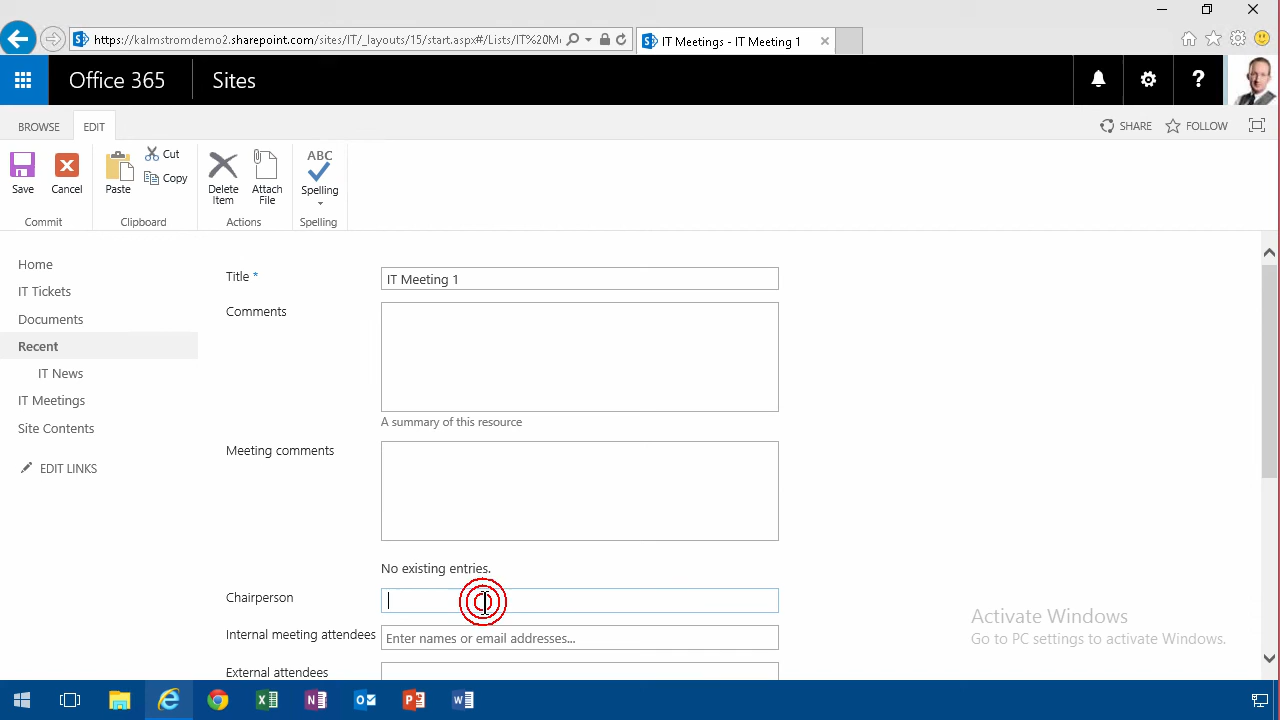 https://kalmstromdemo2.sharepoint.com/sites/IT/_layouts/15/start.aspx#/Lists/IT%20M
IT Meetings - IT Meeting 1
Office 365
Sites
?
BROWSE
EDIT
SHARE
FOLLOW
Save
Cancel
Paste
Cut
Copy
Delete Item
Attach File
ABC
Spelling
Commit
Clipboard
Actions
Spelling
Home
IT Tickets
Documents
Recent
IT News
IT Meetings
Site Contents
EDIT LINKS
Title *
IT Meeting 1
Comments
A summary of this resource
Meeting comments
No existing entries.
Chairperson
Internal meeting attendees
Enter names or email addresses...
External attendees
Activate Windows
Go to PC settings to activate Windows.